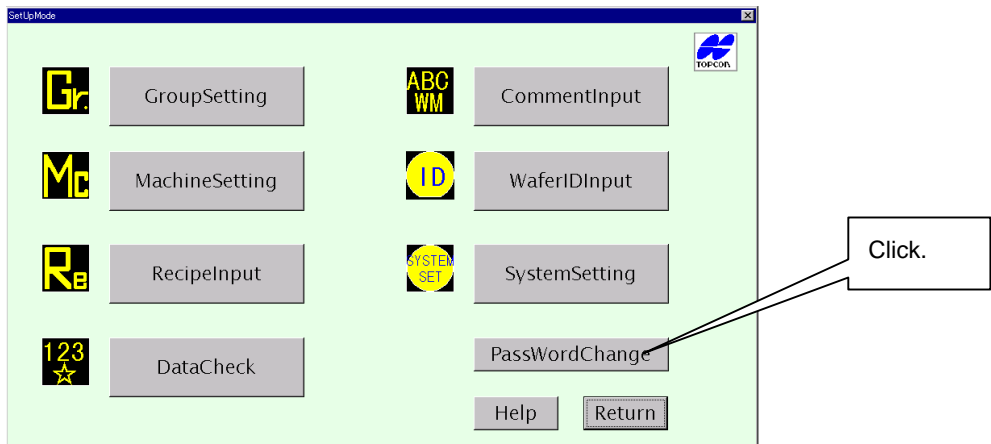 SetUpMode
TOPCON
Gr.
GroupSetting
ABC
WM
CommentInput
Mc
MachineSetting
ID
WaferIDInput
Re
RecipeInput
SYSTEM
SET
SystemSetting
Click.
123
DataCheck
PassWordChange
Help
Return